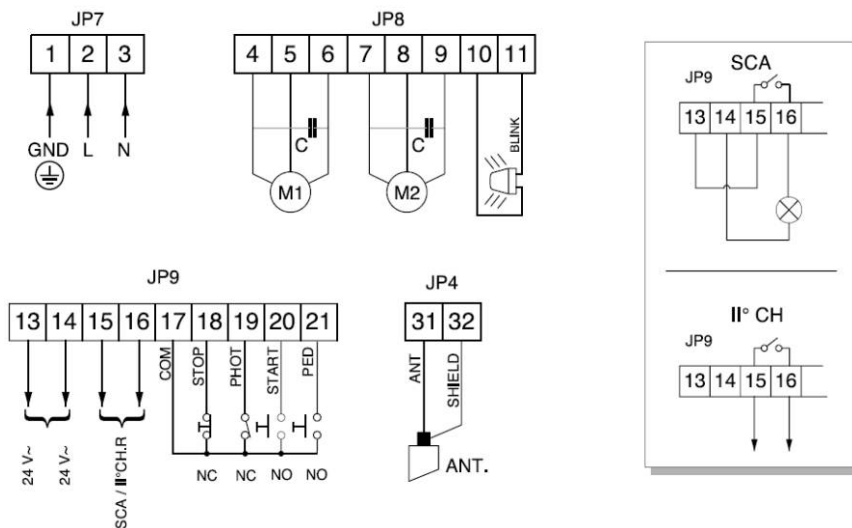 JP7
1 2 3
GND L N
JP8
4 5 6 7 8 9 10 11
C C
M1 M2
BLINK
SCA
JP9
13 14 15 16
II° CH
JP9
13 14 15 16
JP9
13 14 15 16 17 18 19 20 21
24 V~
24 V~
SCA / II°CH.R
COM
STOP
PHOT
START
PED
NC NC NO NO
JP4
31 32
ANT
SHIELD
ANT.